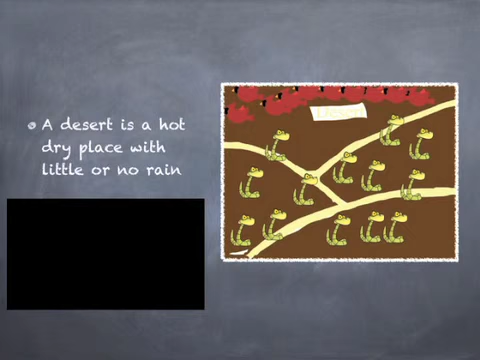 A desert is a hot
dry place with
little or no rain